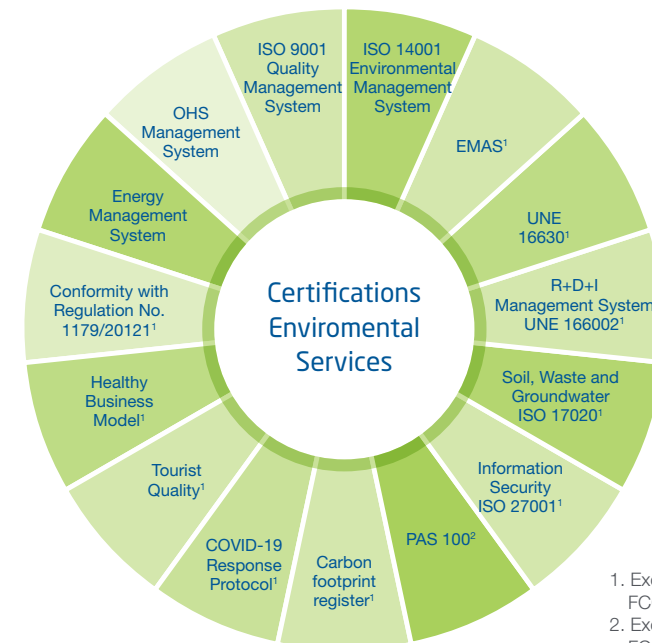 Certifications
Enviromental
Services
ISO 9001
Quality
Management
System
ISO 14001
Environmental
Management
System
EMAS¹
UNE
16630¹
R+D+I
Management System
UNE 166002¹
Soil, Waste and
Groundwater
ISO 17020¹
Information
Security
ISO 27001¹
PAS 100²
Carbon
footprint
register¹
COVID-19
Response
Protocol¹
Tourist
Quality¹
Healthy
Business
Model¹
Conformity with
Regulation No.
1179/20121¹
Energy
Management
System
OHS
Management
System
1.
2.